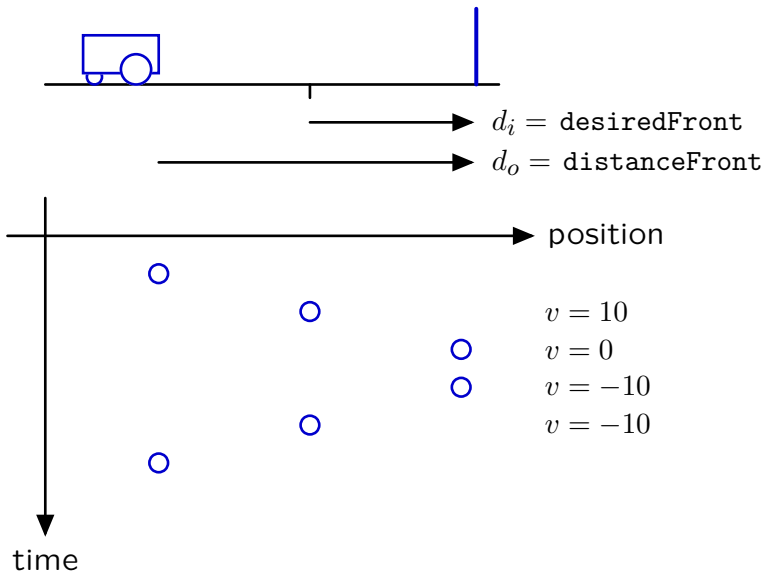 d_i = desiredFront
d_o = distanceFront
position
v = 10
v = 0
v = −10
v = −10
time